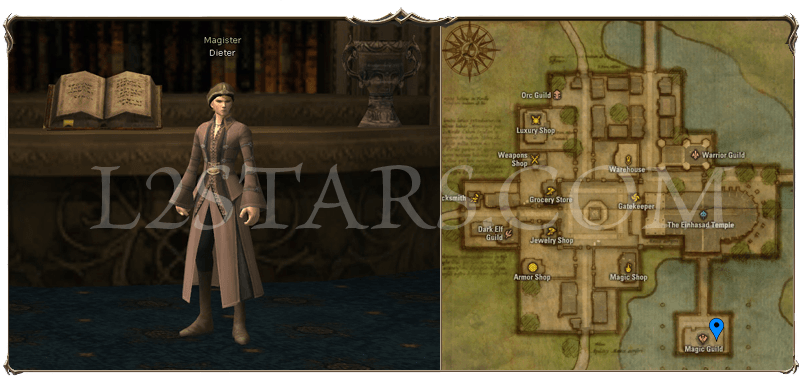 Magister
Dieter
L2STARS.COM
Orc Guild
Luxury Shop
Weapons
Shop
Warehouse
Warrior Guild
cksmith
Grocery Store
Gatekeeper
The Einhasad Temple
Dark Elf
Guild
Jewelry Shop
Armor Shop
Magic Shop
Magic Guild